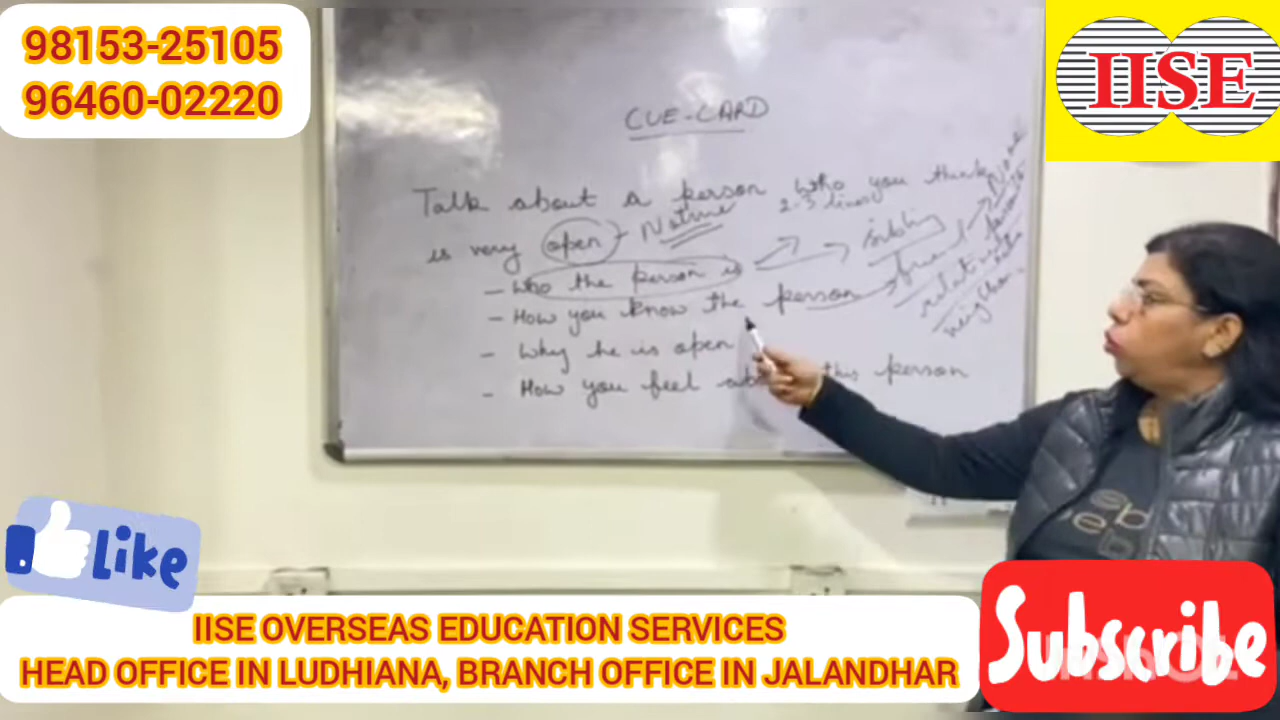 98153-25105
96460-02220
IISE
CUE-CARD
Talk about a person who you think
is very open - Nature
2-3 lines
- Who the person is
sibling
- How you know the person
friend
relative
neighbor
- Why he is open
- How you feel about this person
Like
IISE OVERSEAS EDUCATION SERVICES
HEAD OFFICE IN LUDHIANA, BRANCH OFFICE IN JALANDHAR
Subscribe